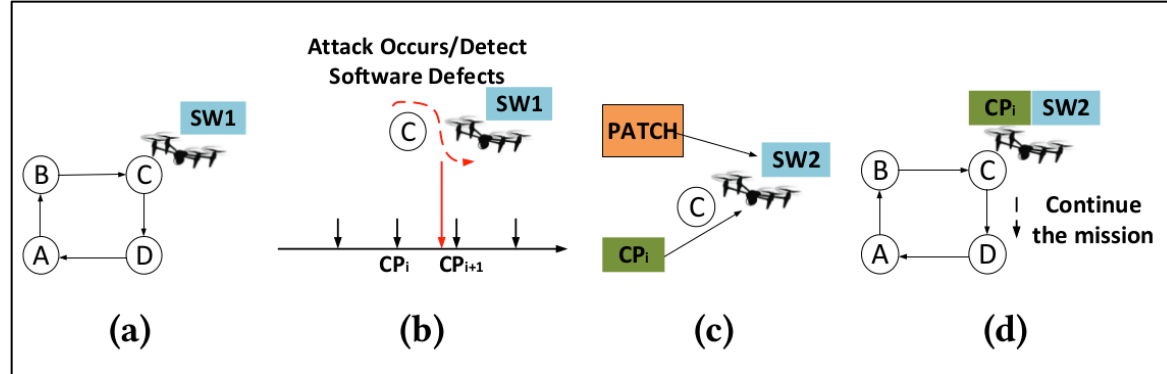 SW1
B
C
A
D
(a)
Attack Occurs/Detect
Software Defects
SW1
C
CPi
CPi+1
(b)
PATCH
SW2
C
CPi
(c)
CPi
SW2
B
C
A
D
Continue
the mission
(d)